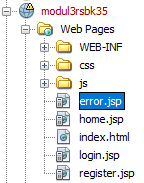 modul3rsbk35
Web Pages
WEB-INF
css
js
error.jsp
home.jsp
index.html
login.jsp
register.jsp